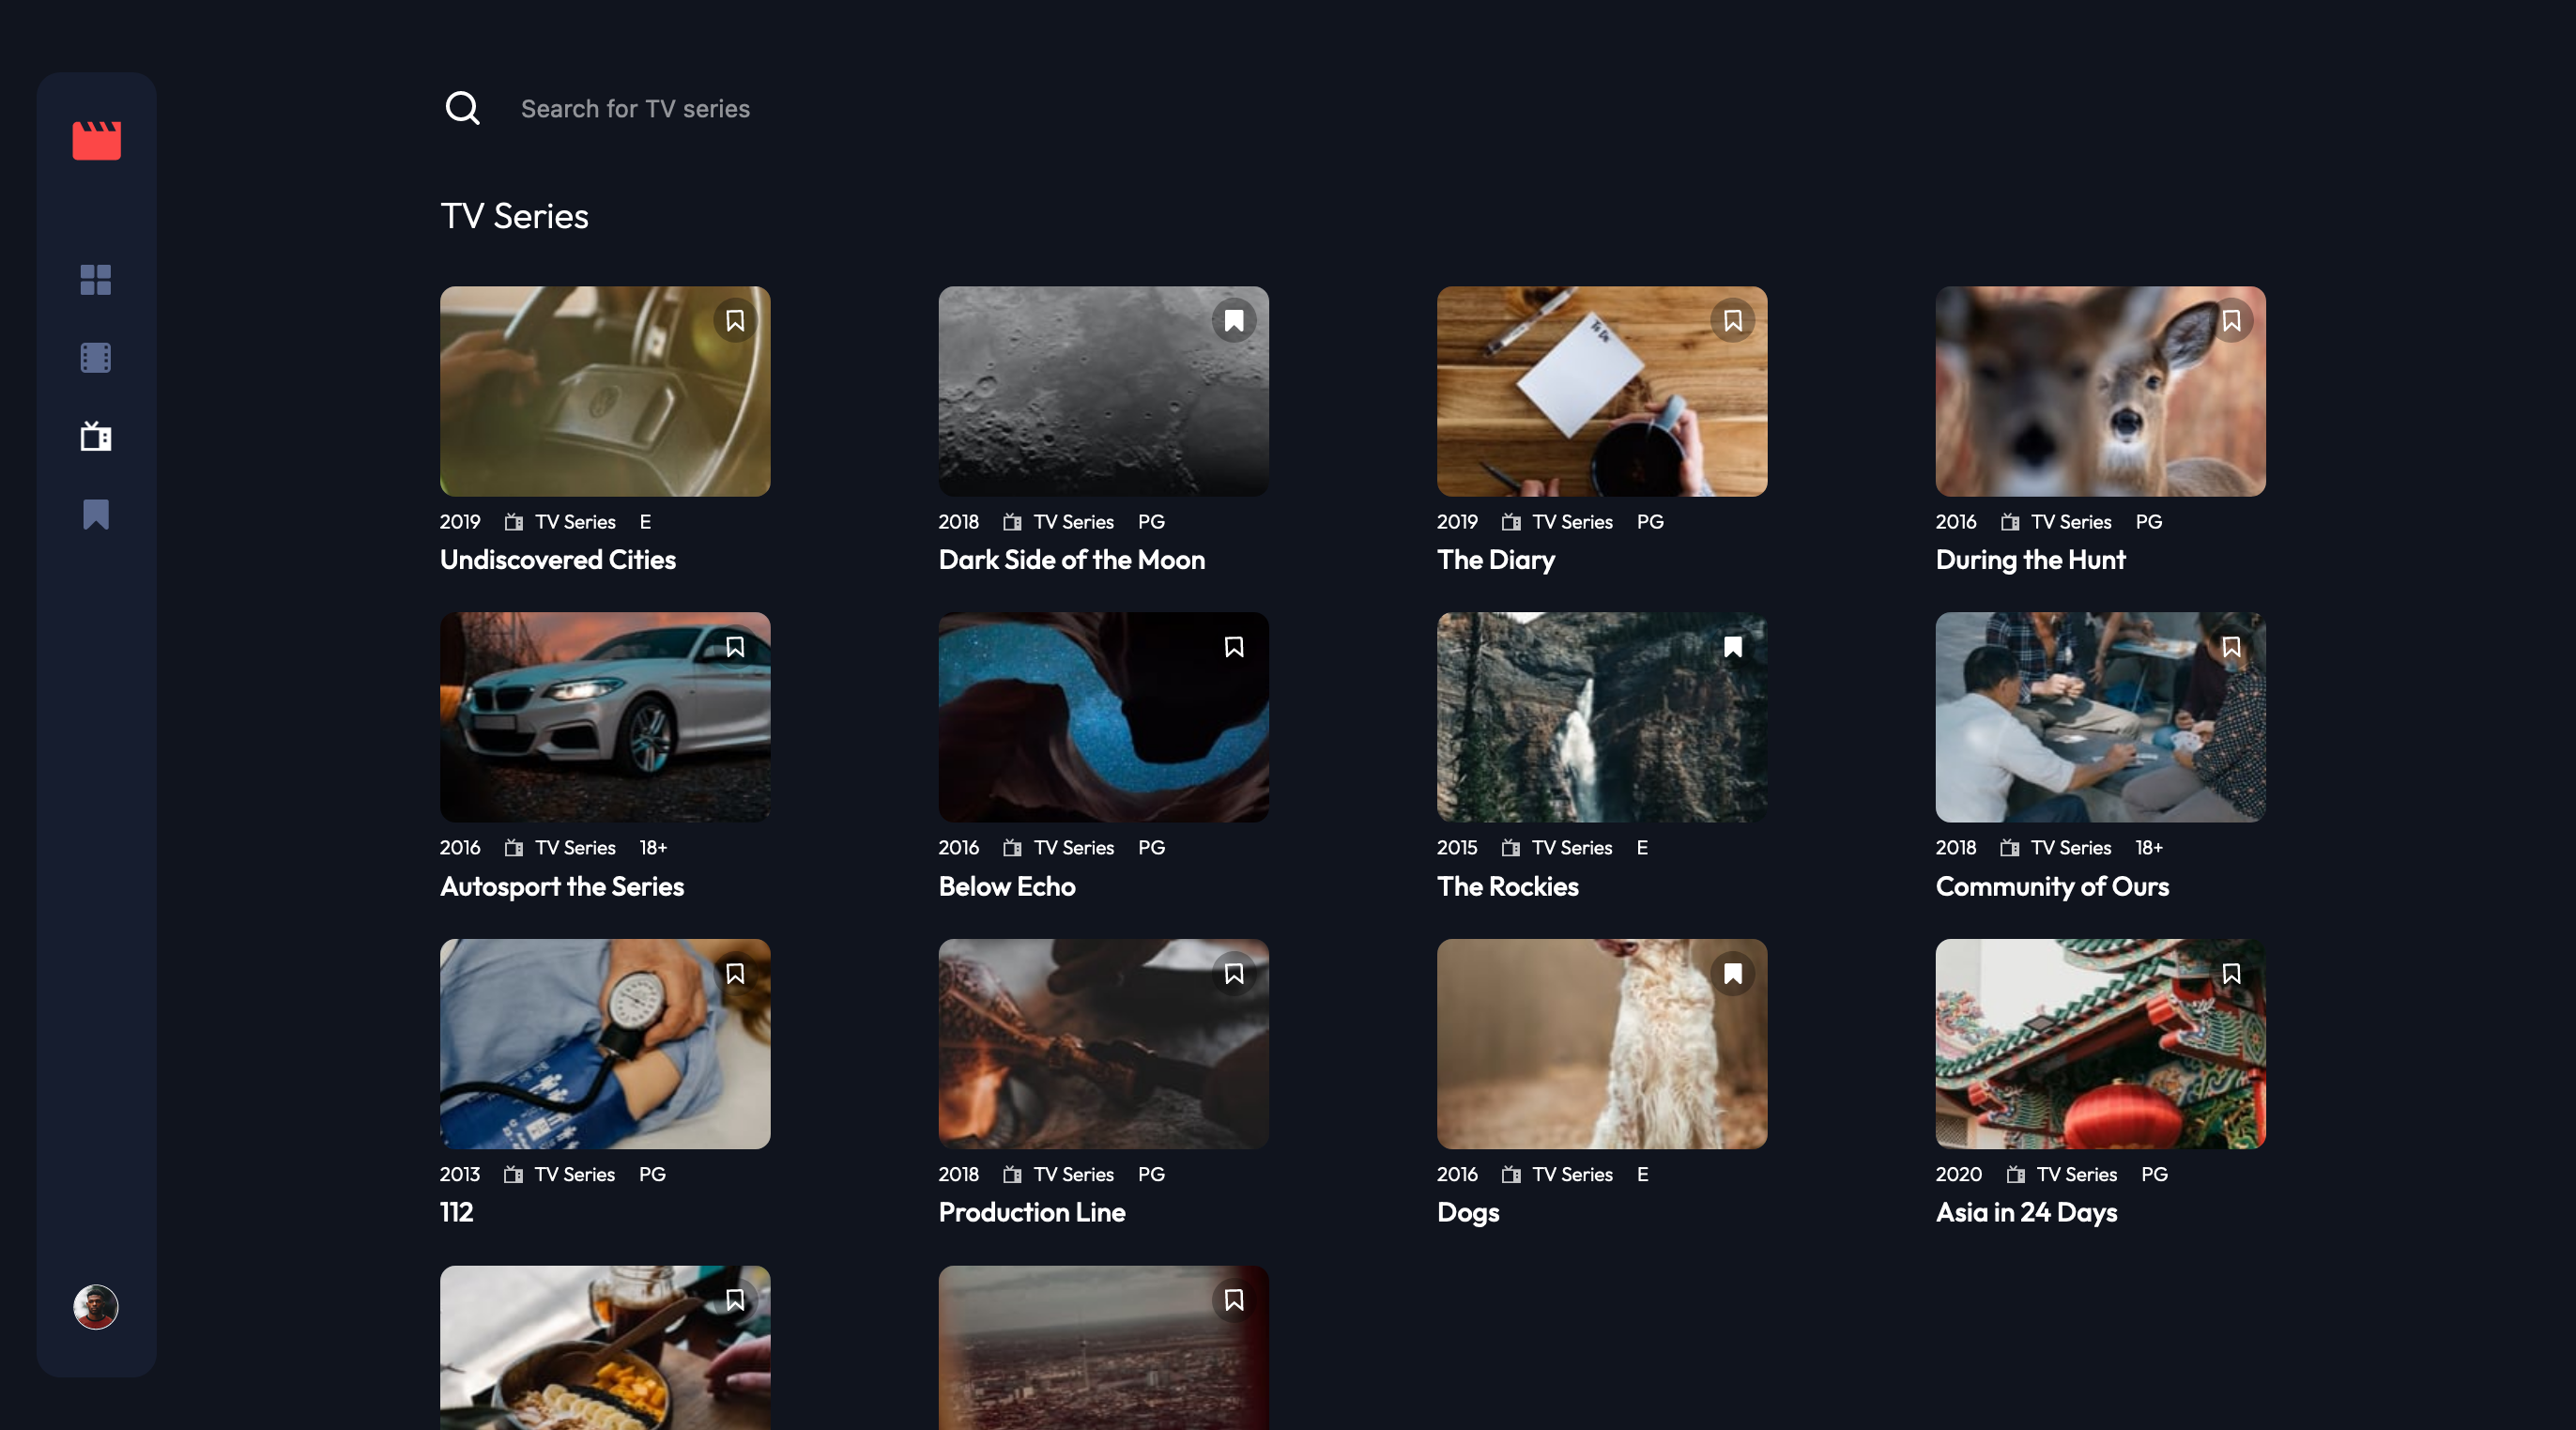 Search for TV series
TV Series
To Do
2019 TV Series E
Undiscovered Cities
2018 TV Series PG
Dark Side of the Moon
2019 TV Series PG
The Diary
2016 TV Series PG
During the Hunt
2016 TV Series 18+
Autosport the Series
2016 TV Series PG
Below Echo
2015 TV Series E
The Rockies
2018 TV Series 18+
Community of Ours
2013 TV Series PG
112
2018 TV Series PG
Production Line
2016 TV Series E
Dogs
2020 TV Series PG
Asia in 24 Days